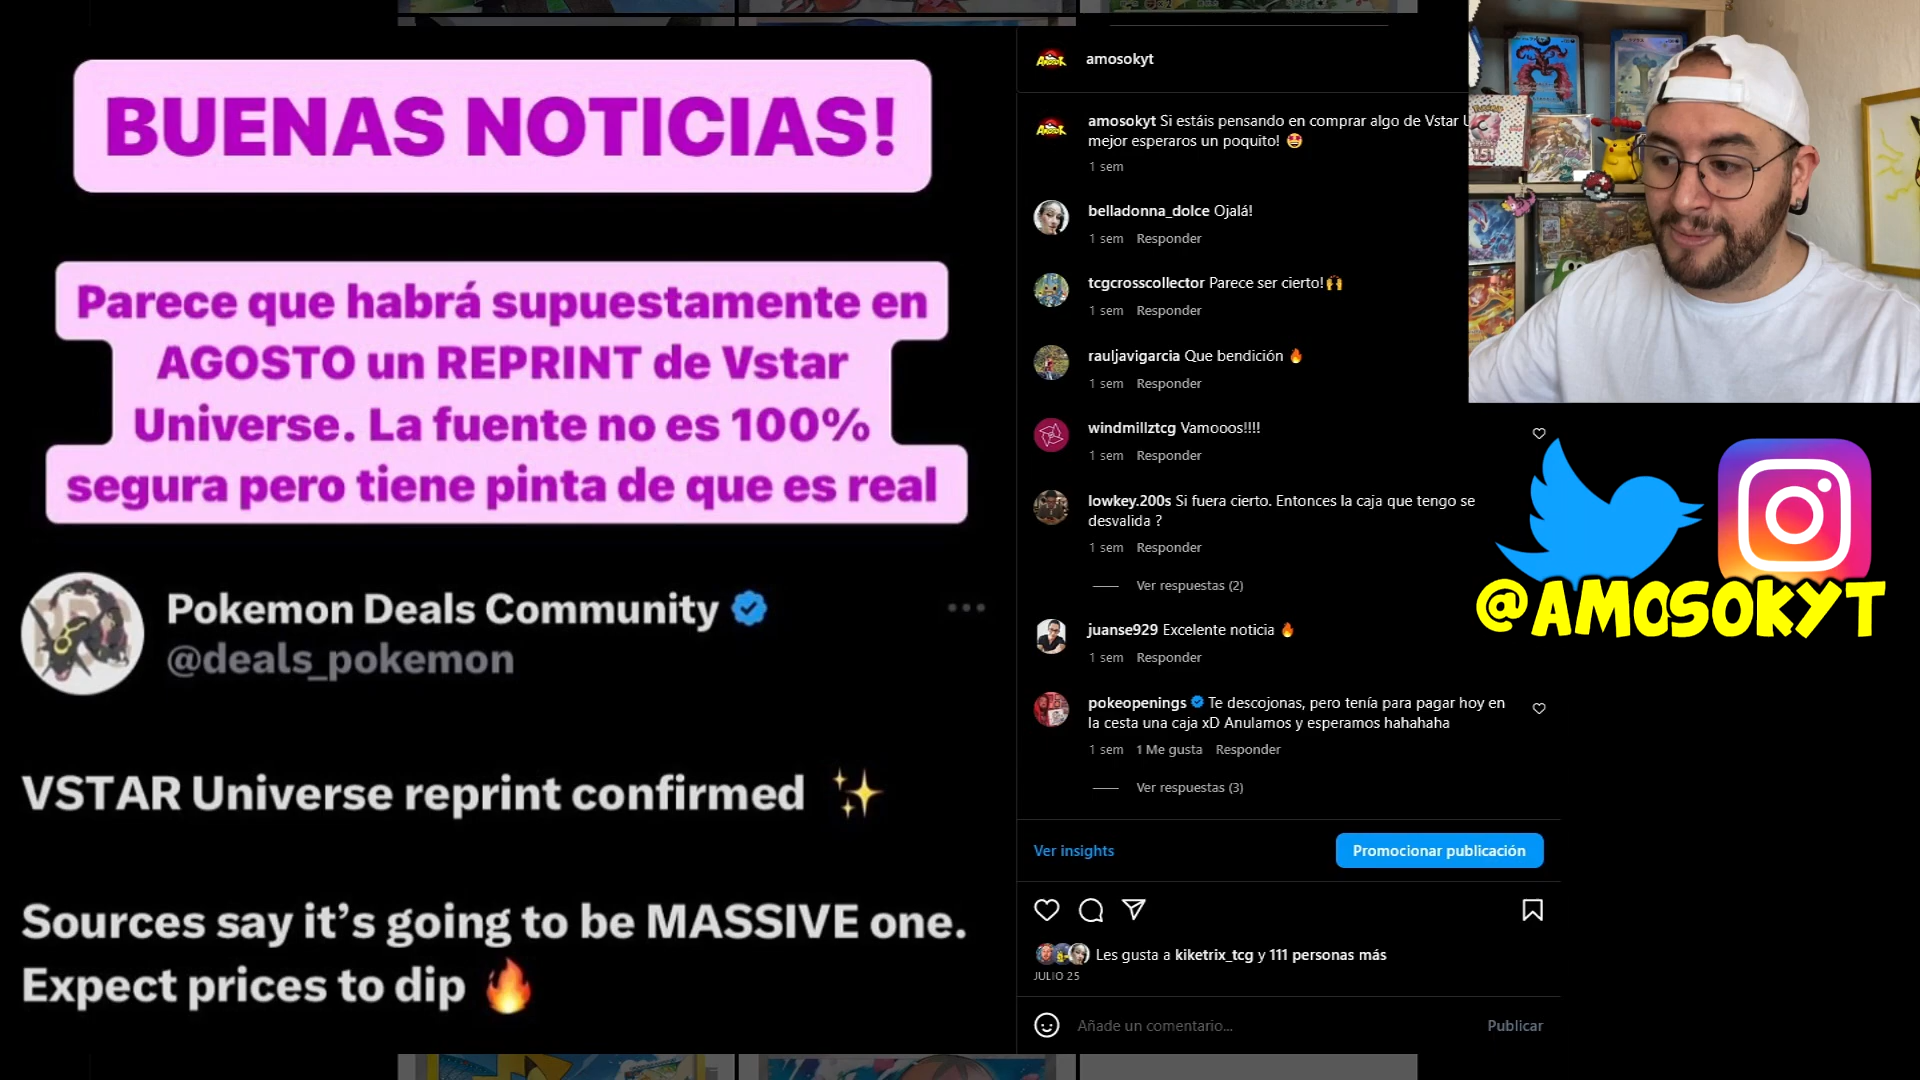 BUENAS NOTICIAS!
Parece que habrá supuestamente en
AGOSTO un REPRINT de Vstar
Universe. La fuente no es 100%
segura pero tiene pinta de que es real
Pokemon Deals Community
@deals_pokemon
VSTAR Universe reprint confirmed ✨
Sources say it’s going to be MASSIVE one.
Expect prices to dip 🔥
amosokyt
amosokyt Si estáis pensando en comprar algo de Vstar U
mejor esperaros un poquito! 🤩
1 sem
belladonna_dolce Ojalá!
1 sem Responder
tcgcrosscollector Parece ser cierto!🙌
1 sem Responder
rauljavigarcia Que bendición 🔥
1 sem Responder
windmillztcg Vamooos!!!!
1 sem Responder
lowkey.200s Si fuera cierto. Entonces la caja que tengo se
desvalida ?
1 sem Responder
Ver respuestas (2)
juanse929 Excelente noticia 🔥
1 sem Responder
pokeopenings Te descojonas, pero tenía para pagar hoy en
la cesta una caja xD Anulamos y esperamos hahahaha
1 sem 1 Me gusta Responder
Ver respuestas (3)
Ver insights
Promocionar publicación
Les gusta a kiketrix_tcg y 111 personas más
JULIO 25
Añade un comentario...
Publicar
151
@AMOSOKYT